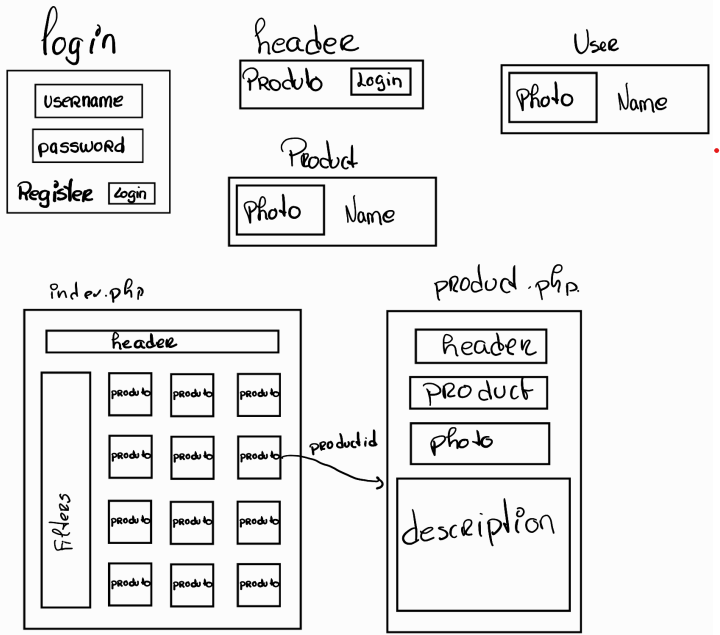 login
username
password
Register Login
header
Produto Login
User
Photo Name
Product
Photo Name
index.php
header
Filters
Produto Produto Produto
Produto Produto Produto
Produto Produto Produto
Produto Produto Produto
productid
product.php
header
product
photo
description